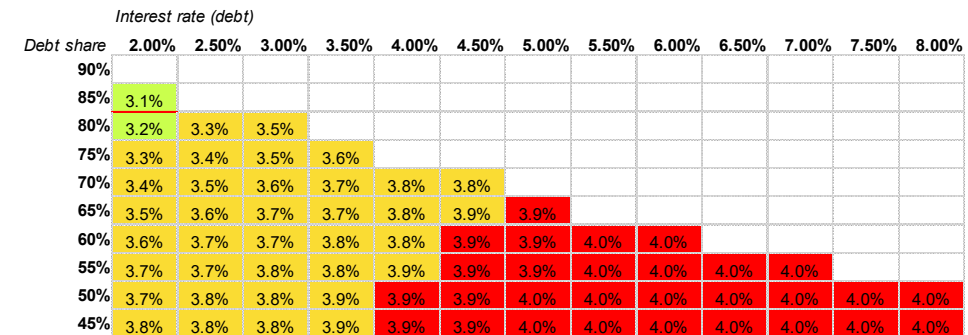 Interest rate (debt)
Debt share 2.00% 2.50% 3.00% 3.50% 4.00% 4.50% 5.00% 5.50% 6.00% 6.50% 7.00% 7.50% 8.00%
90%
85% 3.1%
80% 3.2% 3.3% 3.5%
75% 3.3% 3.4% 3.5% 3.6%
70% 3.4% 3.5% 3.6% 3.7% 3.8% 3.8%
65% 3.5% 3.6% 3.7% 3.7% 3.8% 3.9% 3.9%
60% 3.6% 3.7% 3.7% 3.8% 3.8% 3.9% 3.9% 4.0% 4.0%
55% 3.7% 3.7% 3.8% 3.8% 3.9% 3.9% 3.9% 4.0% 4.0% 4.0% 4.0%
50% 3.7% 3.8% 3.8% 3.9% 3.9% 3.9% 4.0% 4.0% 4.0% 4.0% 4.0% 4.0% 4.0%
45% 3.8% 3.8% 3.8% 3.9% 3.9% 3.9% 4.0% 4.0% 4.0% 4.0% 4.0% 4.0% 4.0%